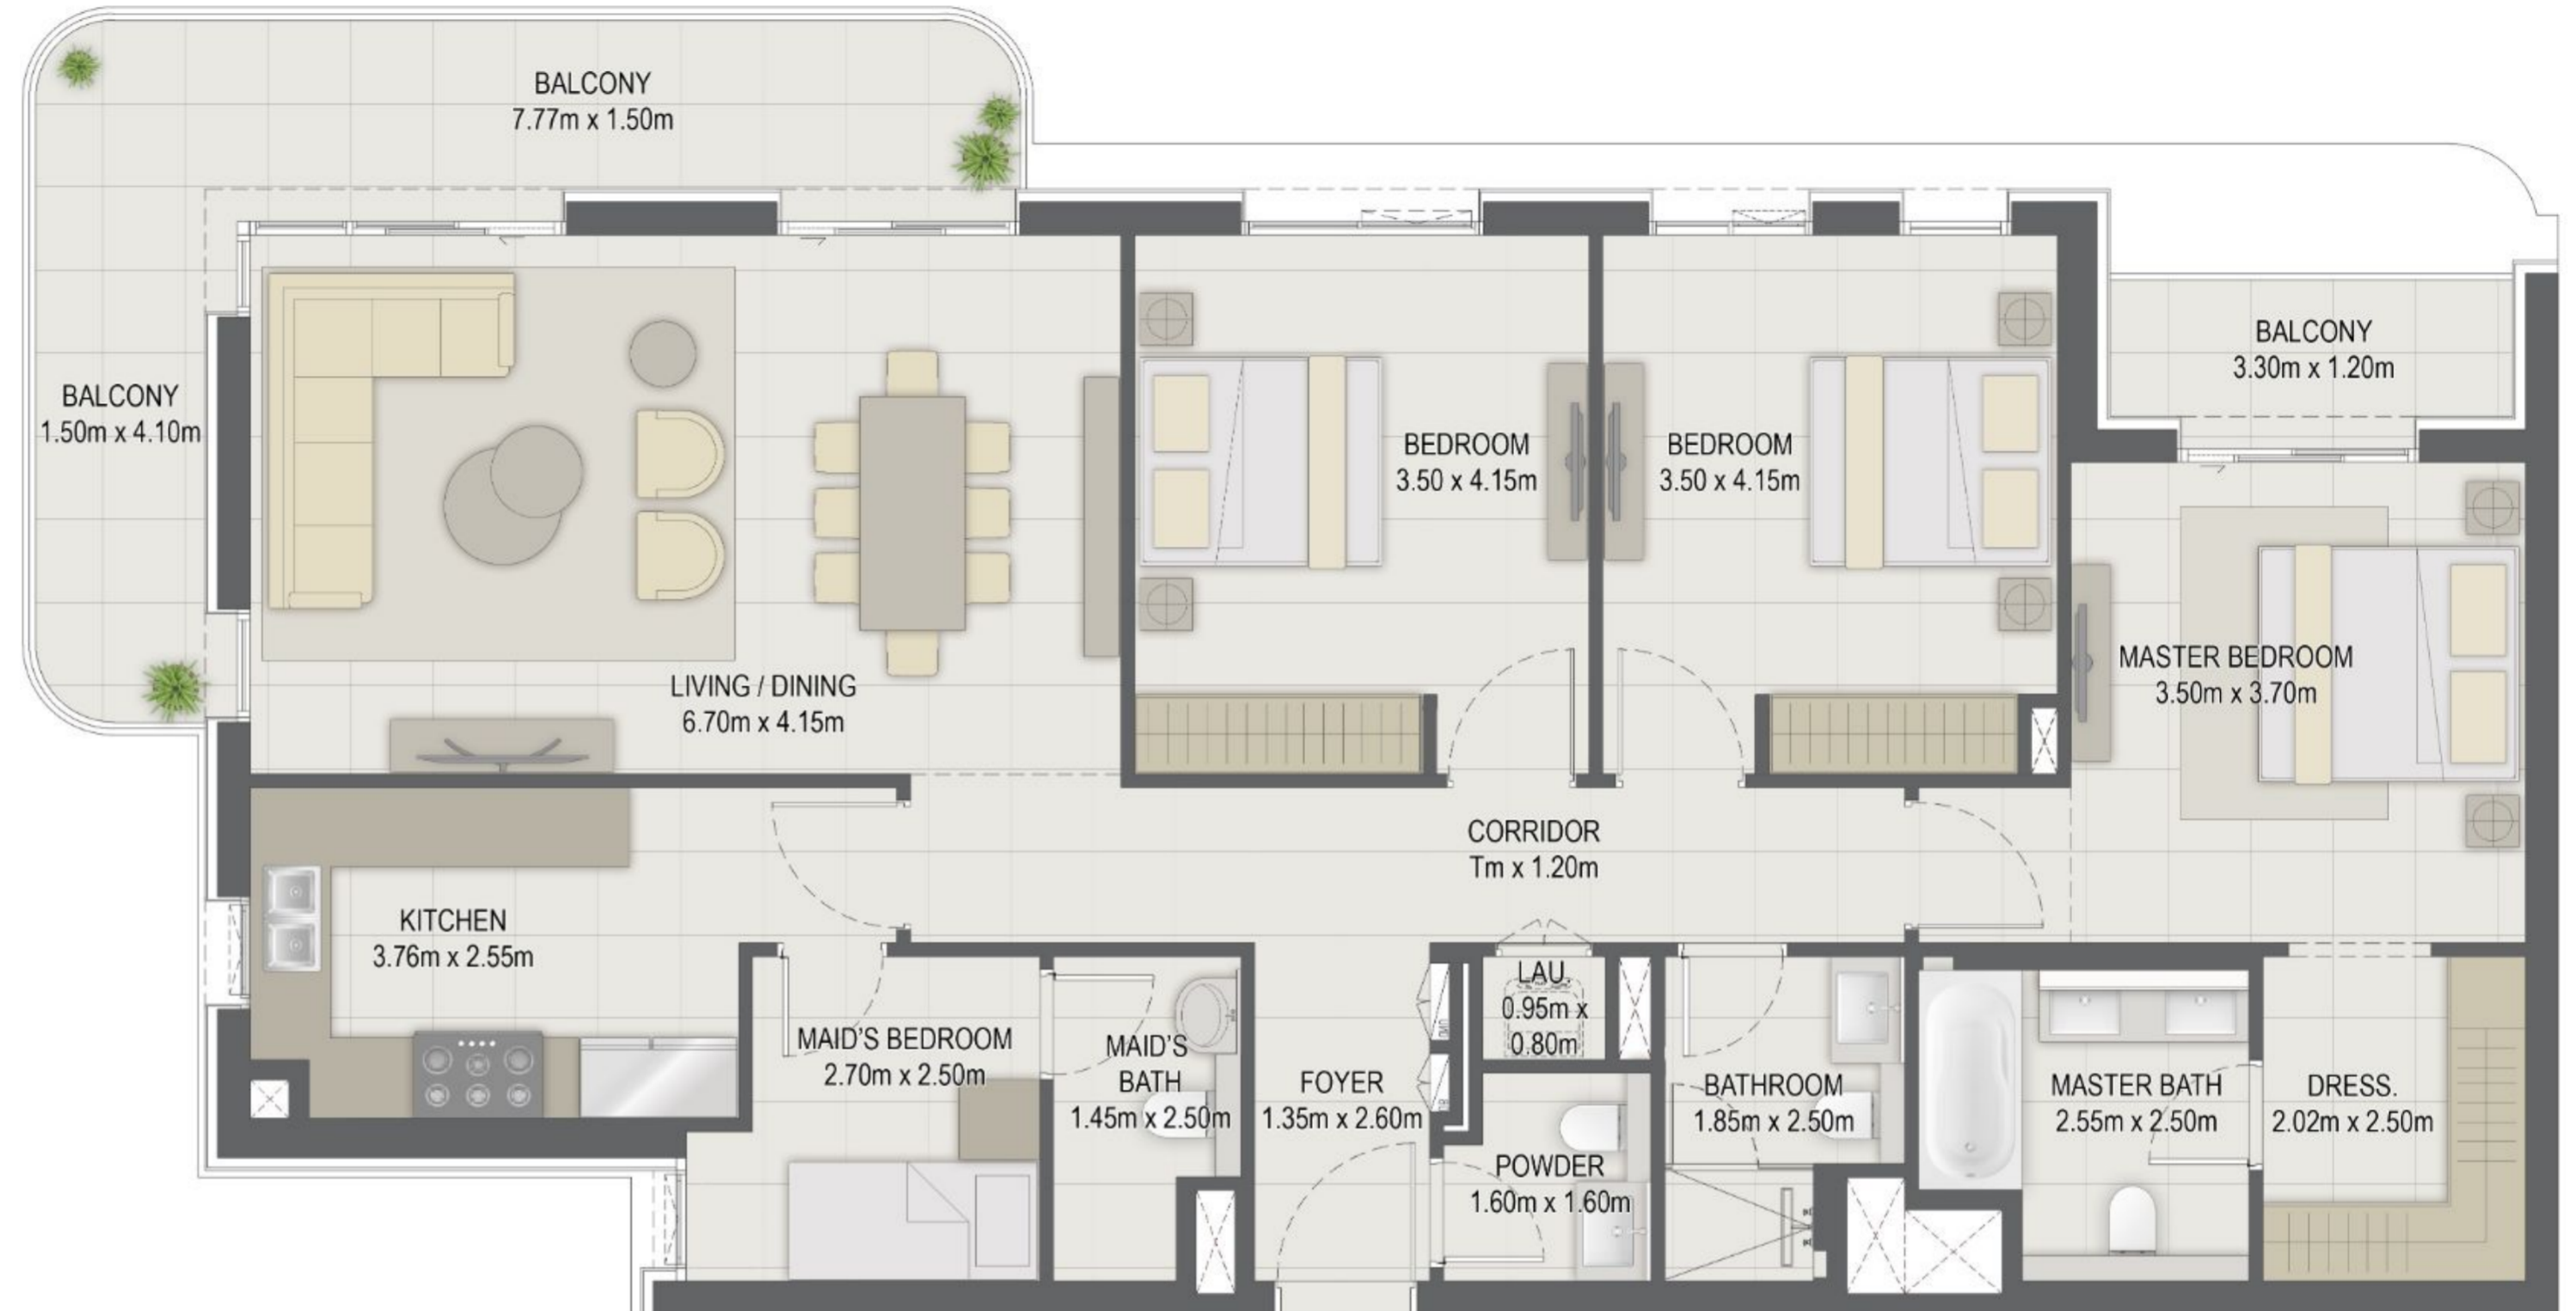 BALCONY
7.77m x 1.50m
BALCONY
3.30m x 1.20m
BALCONY
1.50m x 4.10m
BEDROOM
3.50 x 4.15m
BEDROOM
3.50 x 4.15m
MASTER BEDROOM
3.50m x 3.70m
LIVING / DINING
6.70m x 4.15m
CORRIDOR
Tm x 1.20m
KITCHEN
3.76m x 2.55m
MAID'S BEDROOM
2.70m x 2.50m
MAID'S
BATH
1.45m x 2.50m
FOYER
1.35m x 2.60m
LAU.
0.95m x
0.80m
POWDER
1.60m x 1.60m
BATHROOM
1.85m x 2.50m
MASTER BATH
2.55m x 2.50m
DRESS.
2.02m x 2.50m